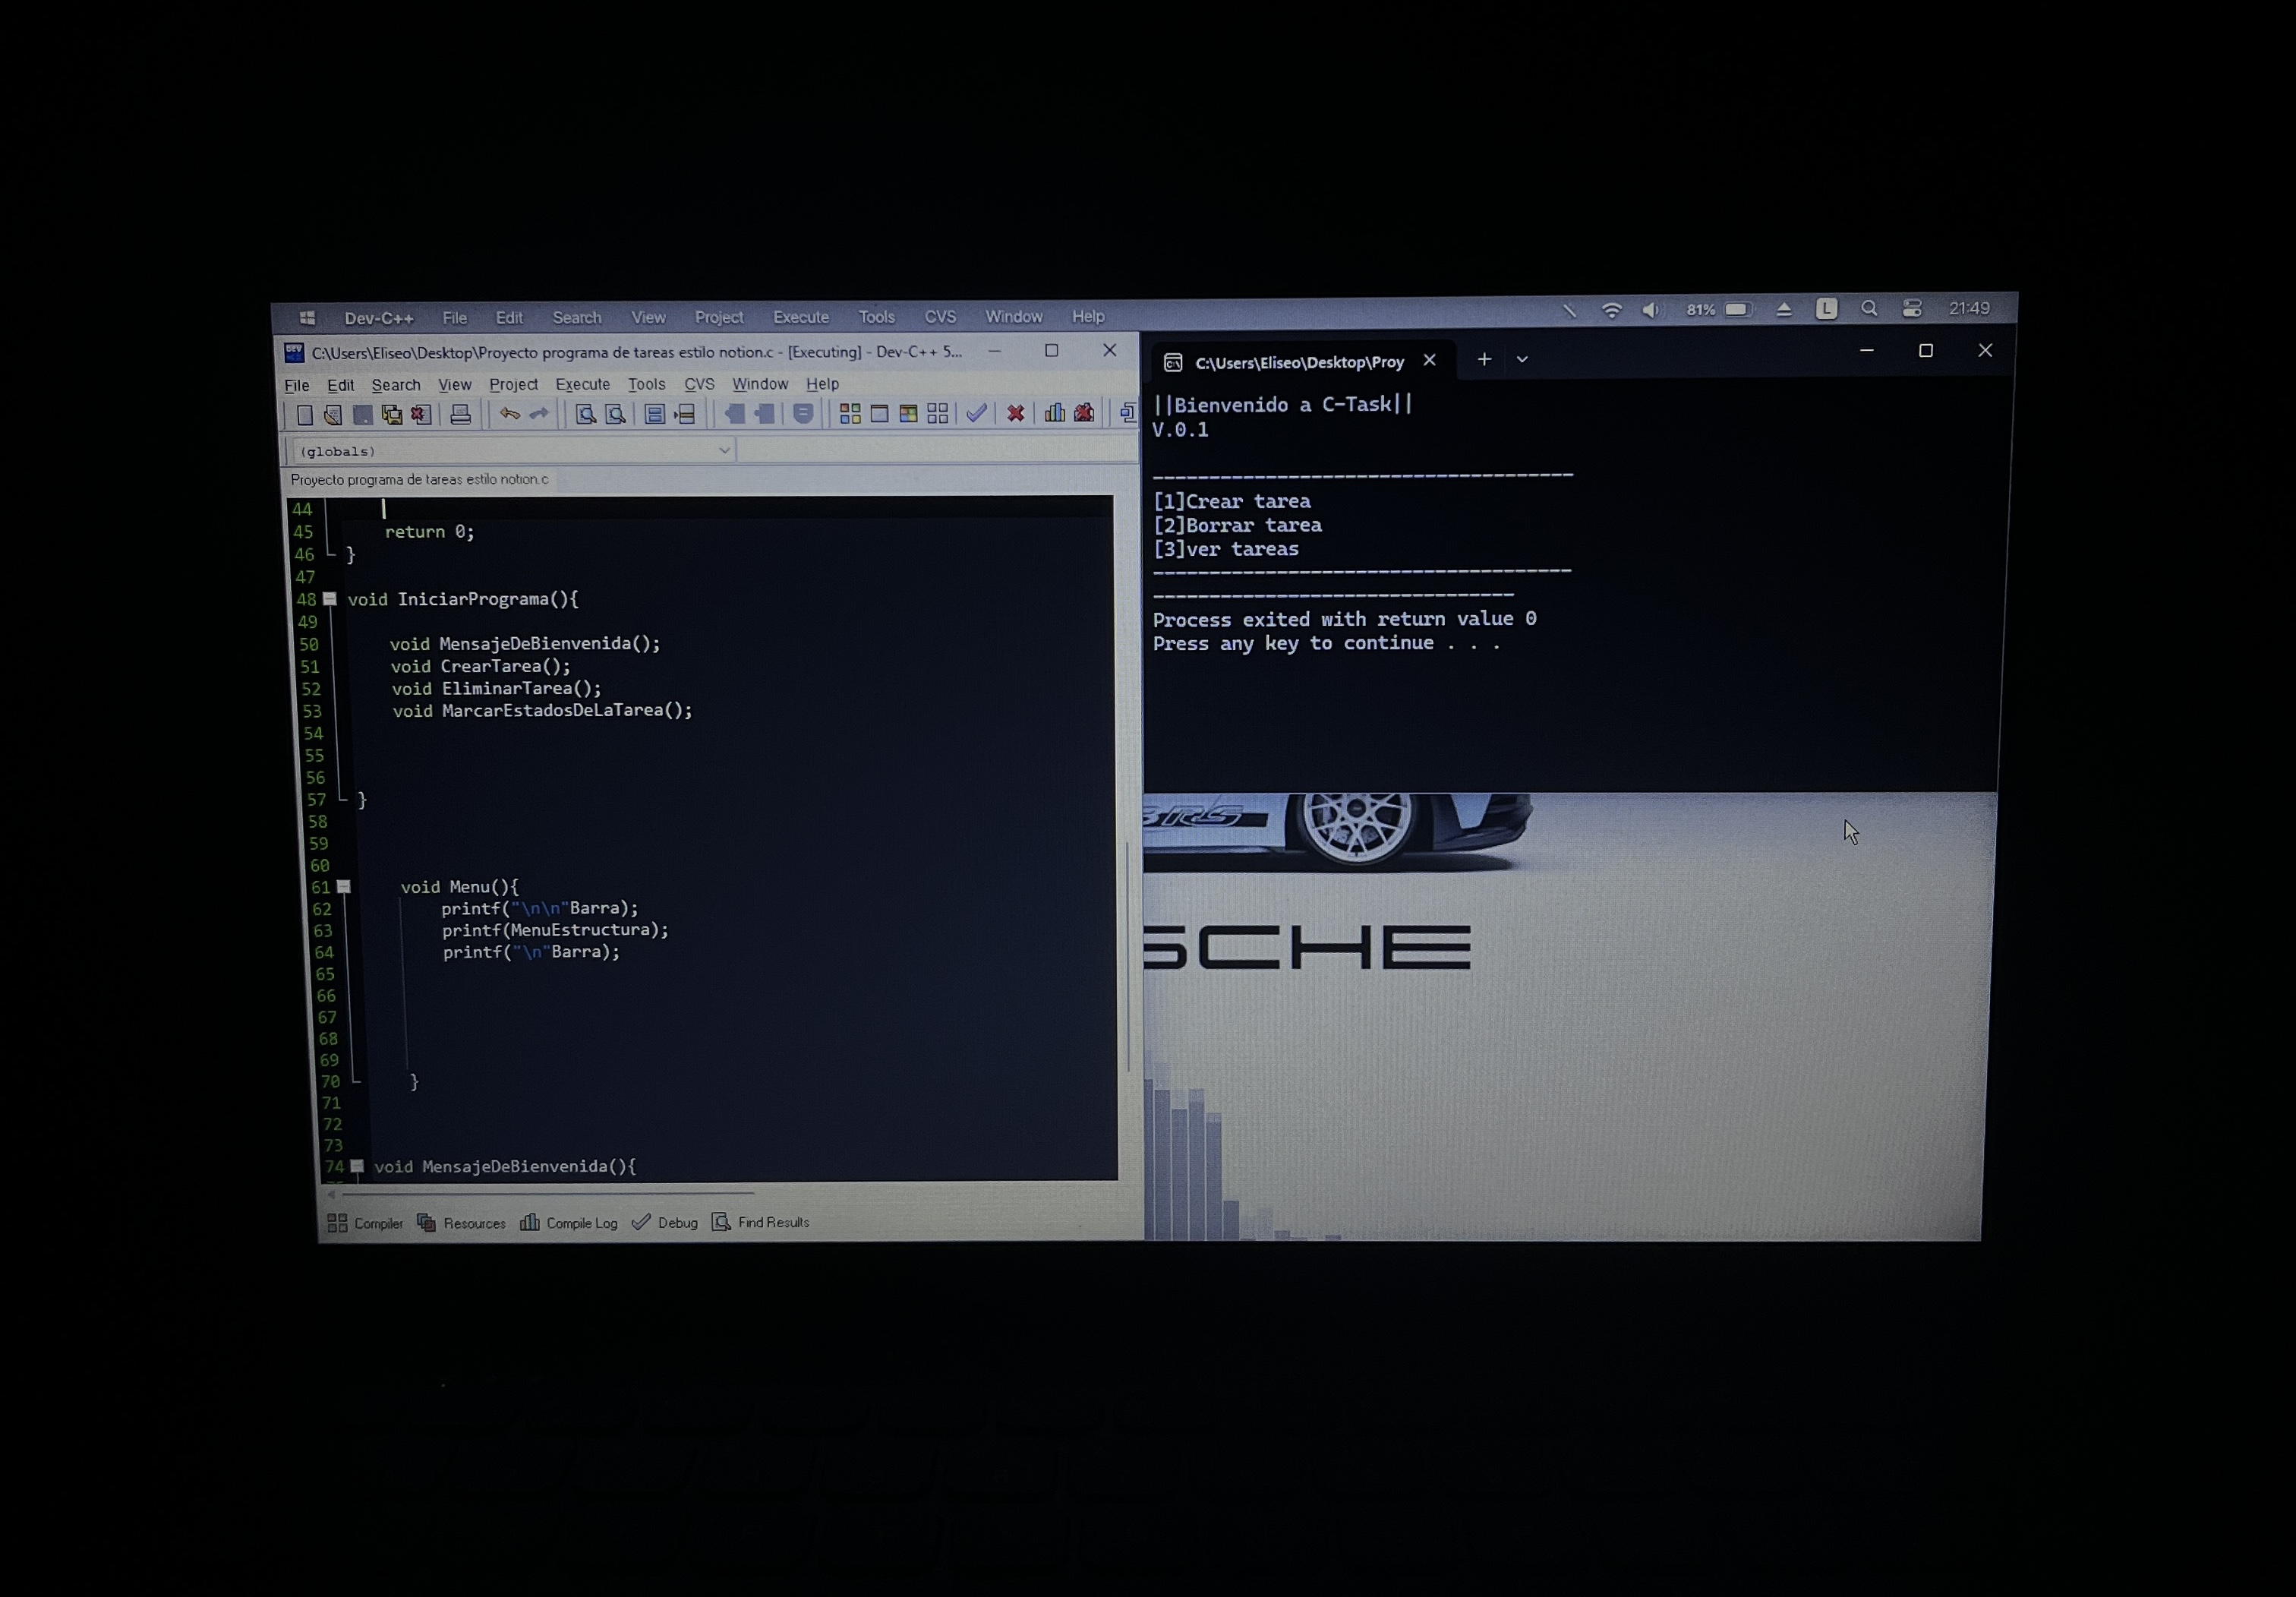 Dev-C++ File Edit Search View Project Execute Tools CVS Window Help
81% L 21:49
C:\Users\Eliseo\Desktop\Proyecto programa de tareas estilo notion.c - [Executing] - Dev-C++ 5...
File Edit Search View Project Execute Tools CVS Window Help
(globals)
Proyecto programa de tareas estilo notion.c
44
45 return 0;
46 }
47
48 void IniciarPrograma(){
49
50 void MensajeDeBienvenida();
51 void CrearTarea();
52 void EliminarTarea();
53 void MarcarEstadosDeLaTarea();
54
55
56
57 }
58
59
60
61 void Menu(){
62 printf("\n\n"Barra);
63 printf(MenuEstructura);
64 printf("\n"Barra);
65
66
67
68
69
70 }
71
72
73
74 void MensajeDeBienvenida(){
Compiler Resources Compile Log Debug Find Results
C:\Users\Eliseo\Desktop\Proy
||Bienvenido a C-Task||
V.0.1
-------------------------------------
[1]Crear tarea
[2]Borrar tarea
[3]ver tareas
-------------------------------------
--------------------------------
Process exited with return value 0
Press any key to continue . . .
RS
SCHE